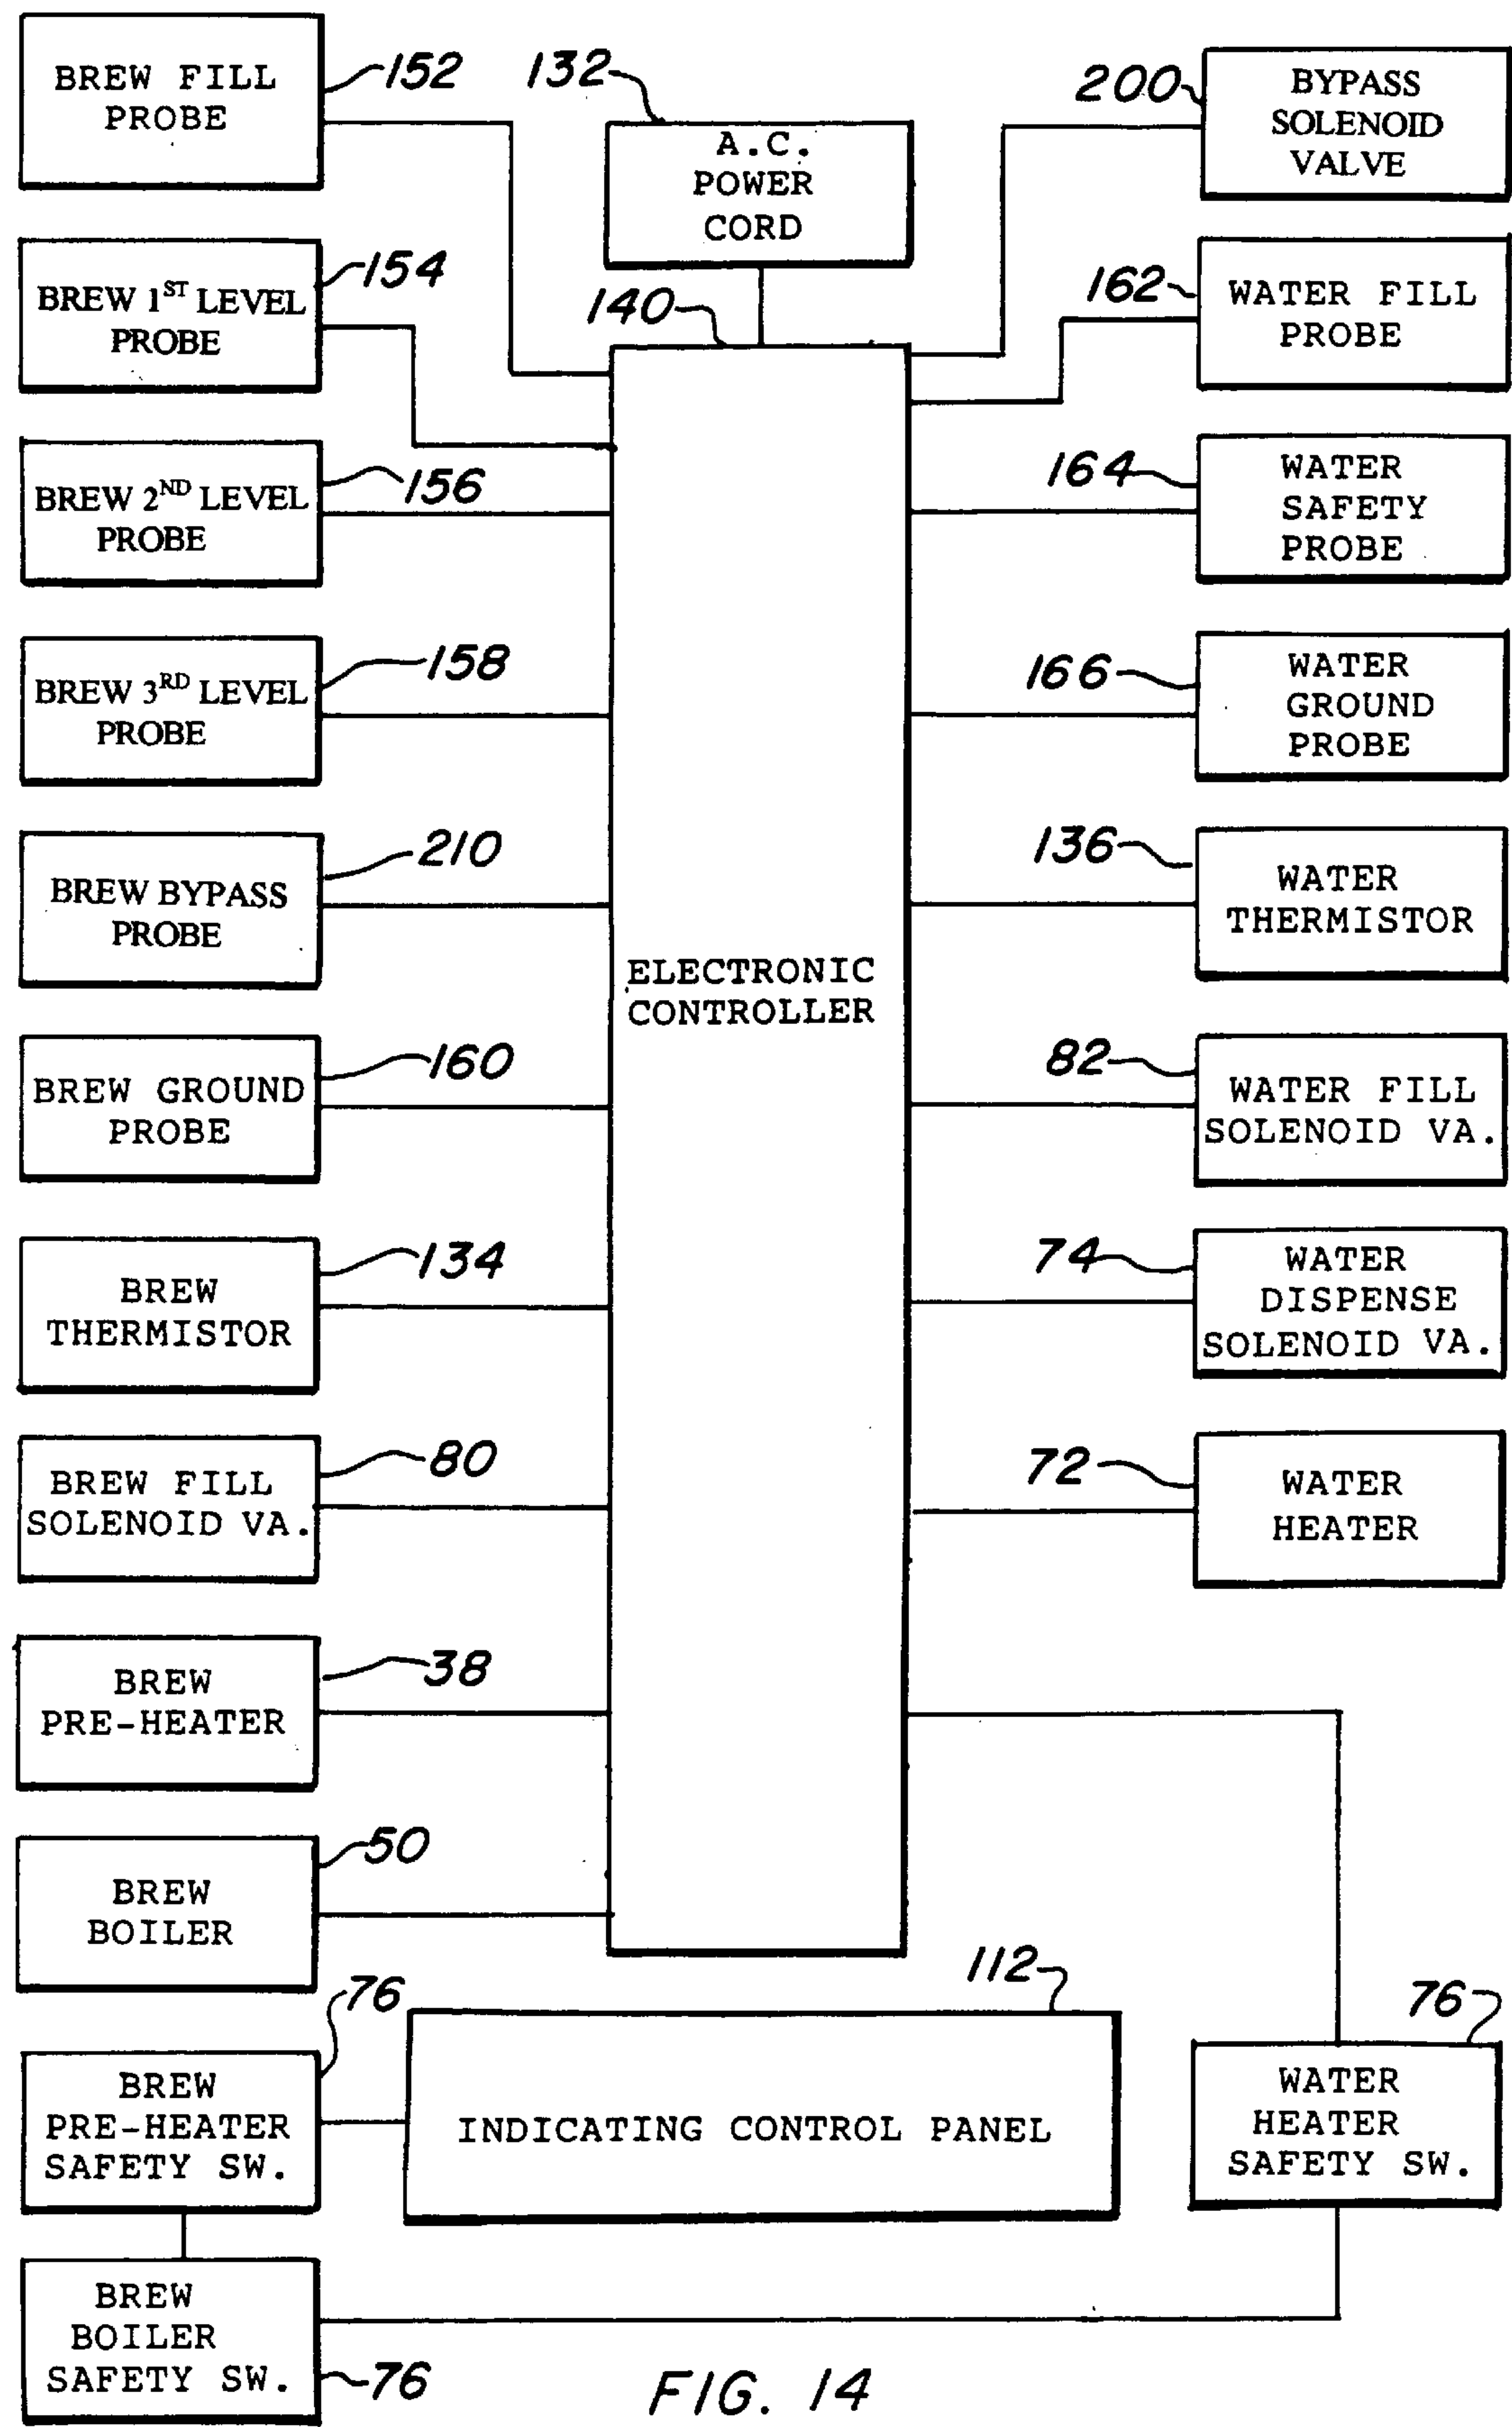 BREW FILL
PROBE
152
132
A.C.
POWER
CORD
200
BYPASS
SOLENOID
VALVE
BREW 1ST LEVEL
PROBE
154
140
162
WATER FILL
PROBE
BREW 2ND LEVEL
PROBE
156
164
WATER
SAFETY
PROBE
BREW 3RD LEVEL
PROBE
158
166
WATER
GROUND
PROBE
BREW BYPASS
PROBE
210
136
WATER
THERMISTOR
ELECTRONIC
CONTROLLER
BREW GROUND
PROBE
160
82
WATER FILL
SOLENOID VA.
BREW
THERMISTOR
134
74
WATER
DISPENSE
SOLENOID VA.
BREW FILL
SOLENOID VA.
80
72
WATER
HEATER
BREW
PRE-HEATER
38
BREW
BOILER
50
BREW
PRE-HEATER
SAFETY SW.
76
112
INDICATING CONTROL PANEL
76
WATER
HEATER
SAFETY SW.
BREW
BOILER
SAFETY SW.
76
FIG. 14